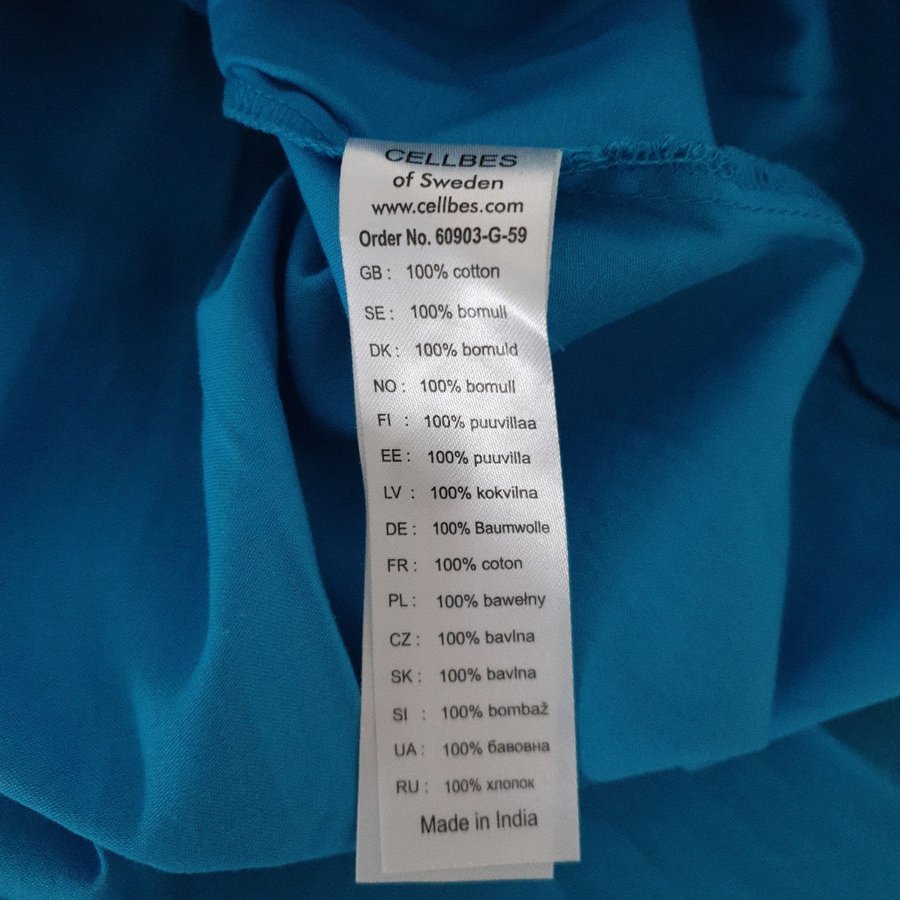 CELLBES
of Sweden
www.cellbes.com
Order No. 60903-G-59
GB : 100% cotton
SE : 100% bomull
DK : 100% bomuld
NO : 100% bomull
FI : 100% puuvillaa
EE : 100% puuvilla
LV : 100% kokvilna
DE : 100% Baumwolle
FR : 100% coton
PL : 100% bawełny
CZ : 100% bavlna
SK : 100% bavlna
SI : 100% bombaž
UA : 100% бавовна
RU : 100% хлопок
Made in India